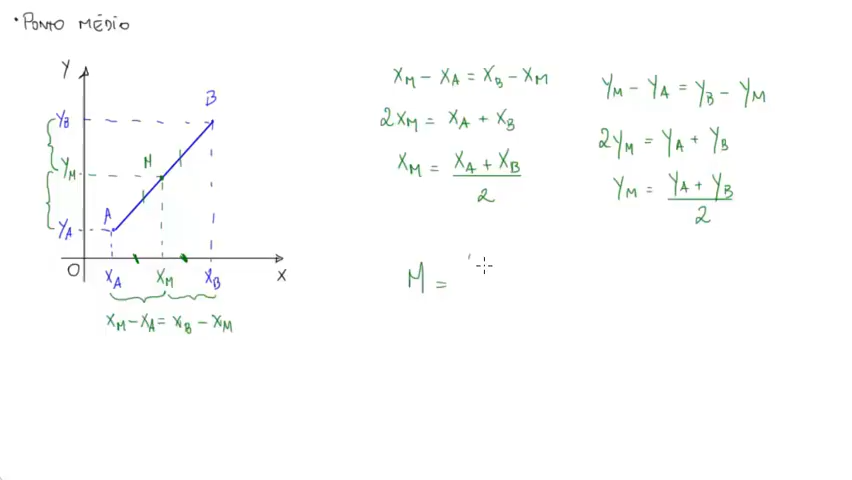 • PONTO MÉDIO
Y
B
Y_B
M
Y_M
A
Y_A
O
X_A X_M X_B X
X_M - X_A = X_B - X_M
X_M - X_A = X_B - X_M
2X_M = X_A + X_B
X_M = (X_A + X_B)/2
Y_M - Y_A = Y_B - Y_M
2Y_M = Y_A + Y_B
Y_M = (Y_A + Y_B)/2
M =